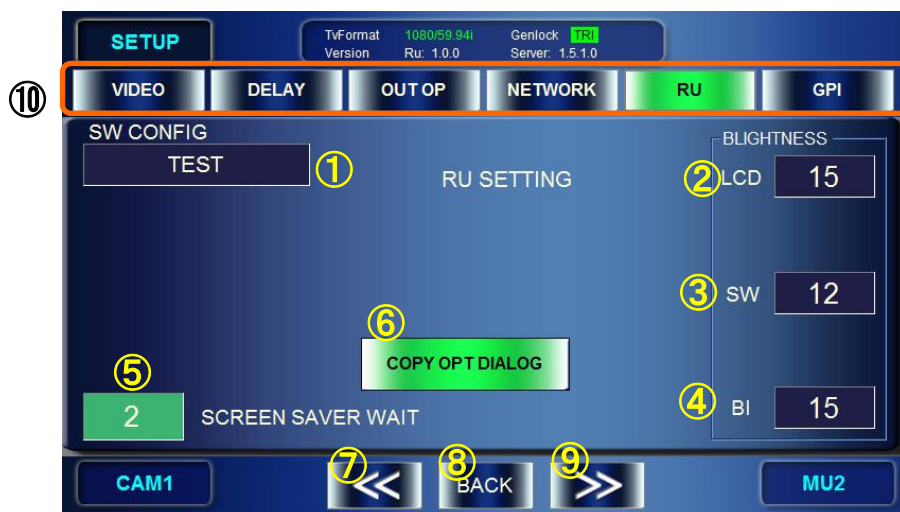 SETUP
TvFormat 1080/59.94i Genlock TRI
Version Ru: 1.0.0 Server: 1.5.1.0
⑩ VIDEO DELAY OUT OP NETWORK RU GPI
SW CONFIG
TEST ①
RU SETTING
BLIGHTNESS
② LCD 15
③ SW 12
⑥
COPY OPT DIALOG
④ BI 15
⑤
2 SCREEN SAVER WAIT
⑦ ⑧ ⑨
CAM1 << BACK >> MU2